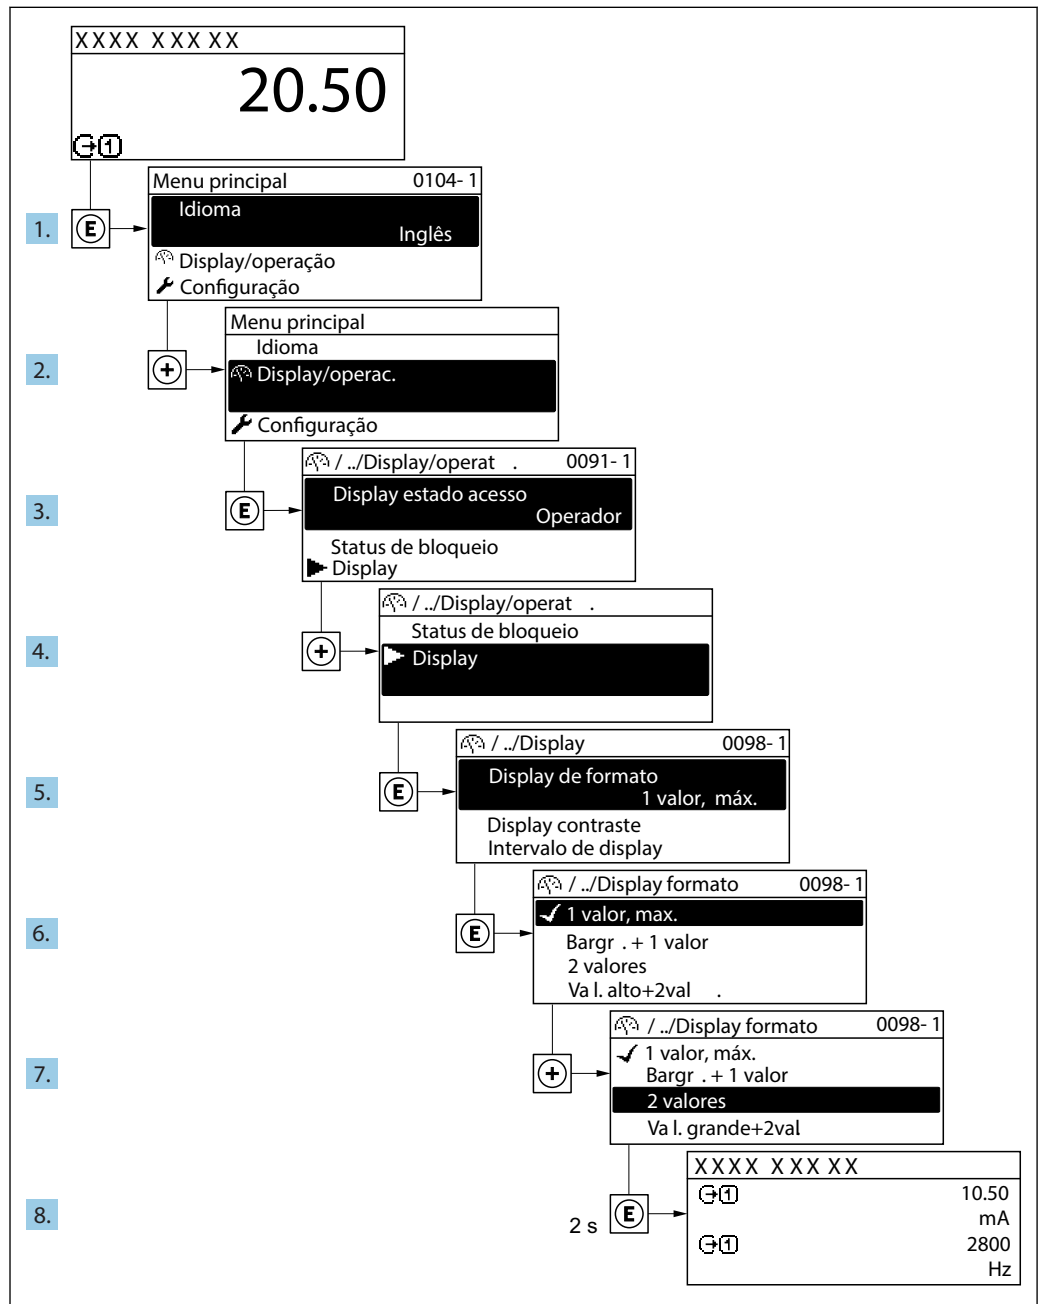 XXXX XXX XX
20.50
1
Menu principal 0104- 1
1. E Idioma
Inglês
Display/operação
Configuração
Menu principal
Idioma
2. + Display/operac.
Configuração
/ ../Display/operat . 0091- 1
3. E Display estado acesso
Operador
Status de bloqueio
Display
/ ../Display/operat .
Status de bloqueio
4. + Display
/ ../Display 0098- 1
5. E Display de formato
1 valor, máx.
Display contraste
Intervalo de display
/ ../Display formato 0098- 1
6. E 1 valor, max.
Bargr . + 1 valor
2 valores
Va l. alto+2val .
/ ../Display formato 0098- 1
7. + 1 valor, máx.
Bargr . + 1 valor
2 valores
Va l. grande+2val.
XXXX XXX XX
8. 2 s E 1 10.50
mA
1 2800
Hz